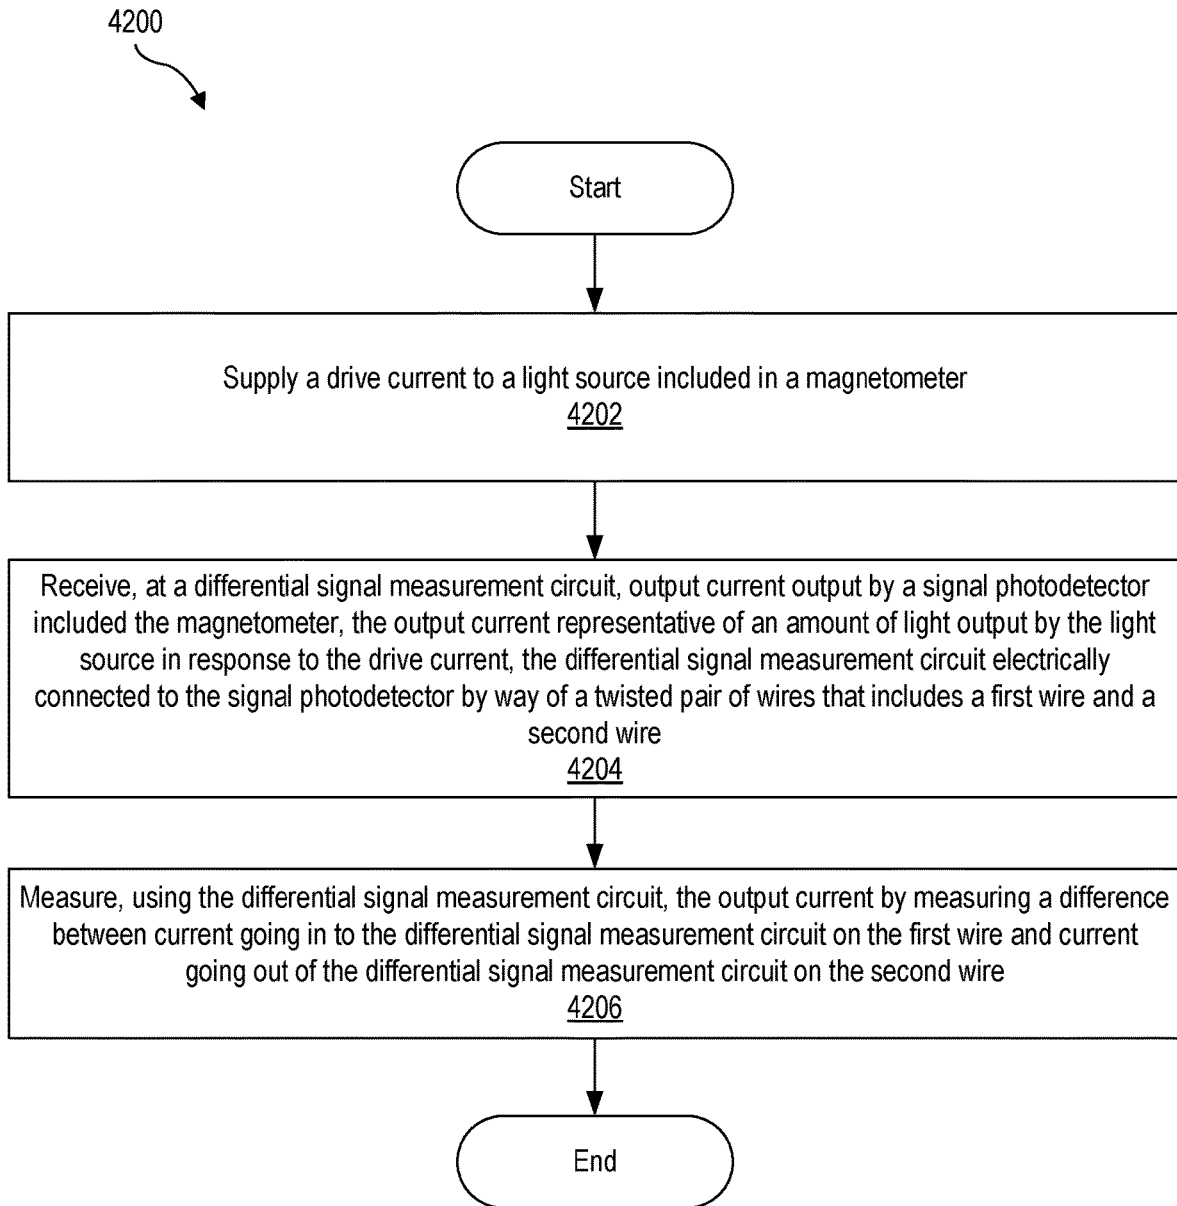 4200
Start
Supply a drive current to a light source included in a magnetometer
4202
Receive, at a differential signal measurement circuit, output current output by a signal photodetector
included the magnetometer, the output current representative of an amount of light output by the light
source in response to the drive current, the differential signal measurement circuit electrically
connected to the signal photodetector by way of a twisted pair of wires that includes a first wire and a
second wire
4204
Measure, using the differential signal measurement circuit, the output current by measuring a difference
between current going in to the differential signal measurement circuit on the first wire and current
going out of the differential signal measurement circuit on the second wire
4206
End